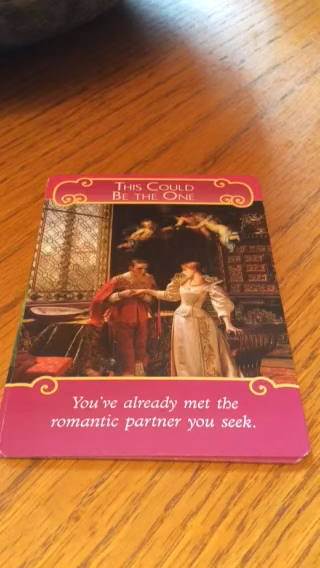 This Could
Be the One
You've already met the
romantic partner you seek.